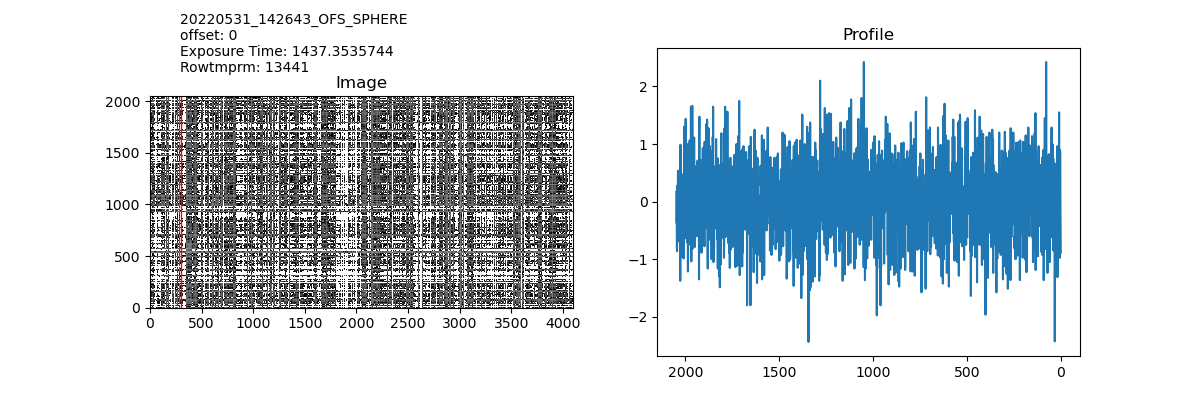 20220531_142643_OFS_SPHERE
offset: 0
Exposure Time: 1437.3535744
Rowtmprm: 13441
Image
2000
1500
1000
500
0
0 500 1000 1500 2000 2500 3000 3500 4000
Profile
2
1
0
−1
−2
2000 1500 1000 500 0